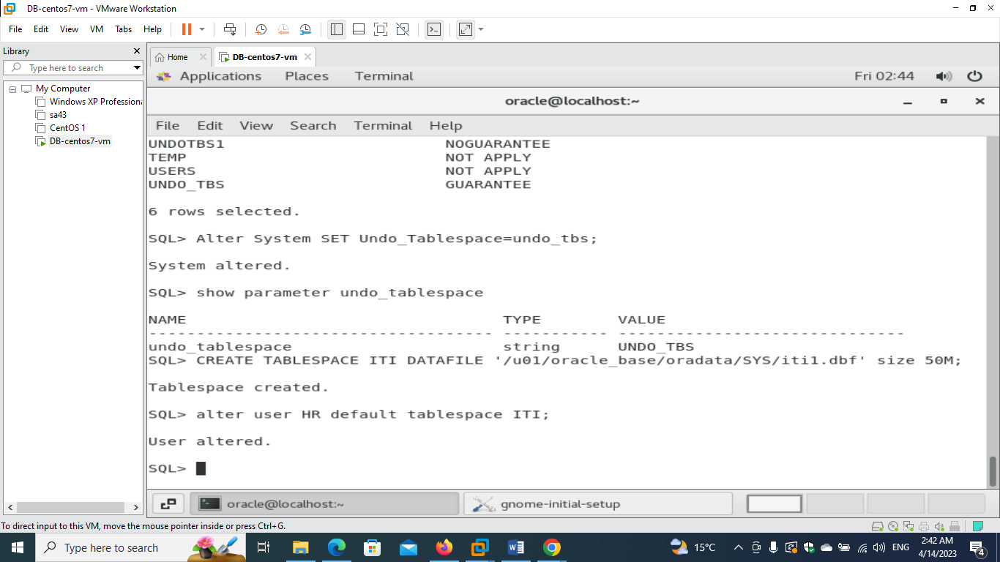 DB-centos7-vm - VMware Workstation
File Edit View VM Tabs Help
Library
Type here to search
My Computer
Windows XP Professiona
sa43
CentOS 1
DB-centos7-vm
Home
DB-centos7-vm
Applications Places Terminal Fri 02:44
oracle@localhost:~
File Edit View Search Terminal Help
UNDOTBS1 NOGUARANTEE
TEMP NOT APPLY
USERS NOT APPLY
UNDO_TBS GUARANTEE
6 rows selected.
SQL> Alter System SET Undo_Tablespace=undo_tbs;
System altered.
SQL> show parameter undo_tablespace
NAME TYPE VALUE
------------------------------------ ----------- ------------------------------
undo_tablespace string UNDO_TBS
SQL> CREATE TABLESPACE ITI DATAFILE '/u01/oracle_base/oradata/SYS/iti1.dbf' size 50M;
Tablespace created.
SQL> alter user HR default tablespace ITI;
User altered.
SQL>
oracle@localhost:~ gnome-initial-setup
To direct input to this VM, move the mouse pointer inside or press Ctrl+G.
Type here to search
15°C
ENG
2:42 AM
4/14/2023
4